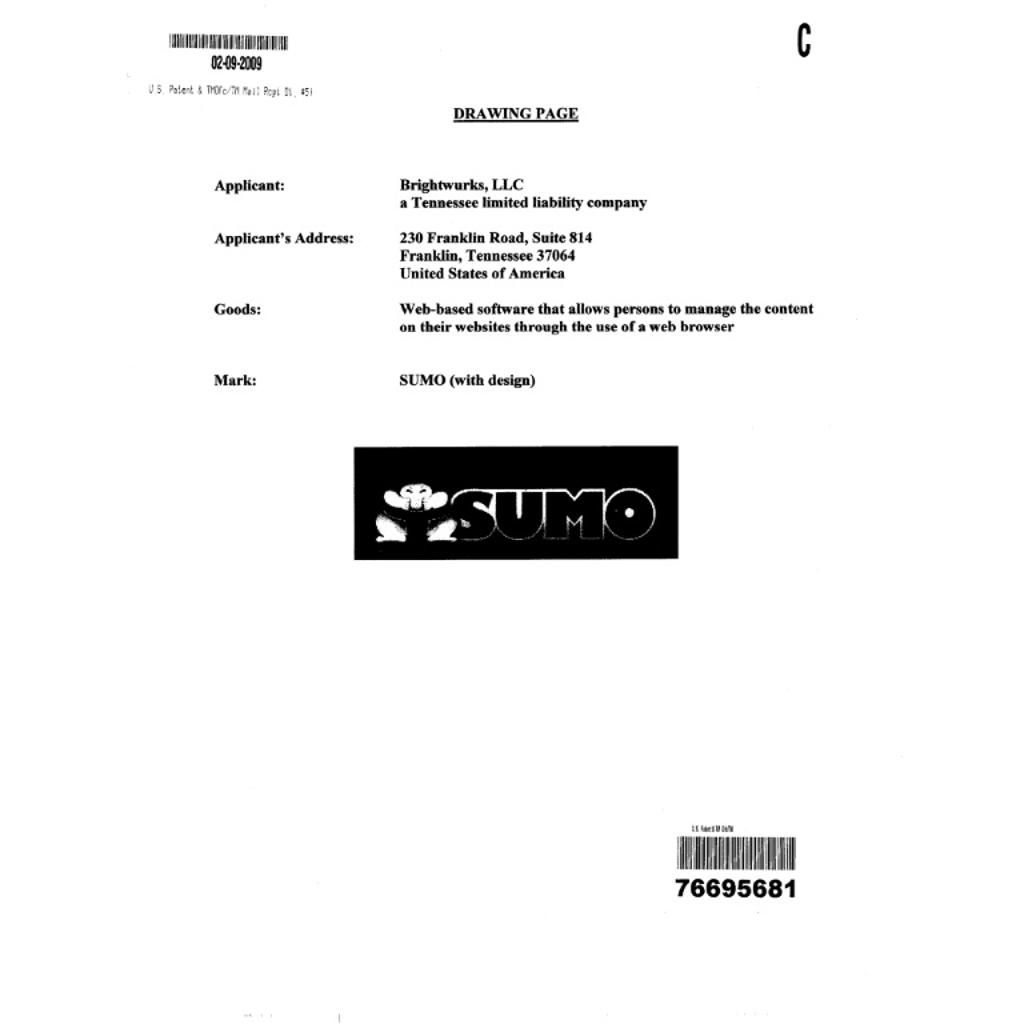 C
02-09-2009
U.S. Patent & TMOfc/TM Mail Rcpt Dt. #51
DRAWING PAGE
Applicant: Brightwurks, LLC
a Tennessee limited liability company
Applicant's Address: 230 Franklin Road, Suite 814
Franklin, Tennessee 37064
United States of America
Goods: Web-based software that allows persons to manage the content
on their websites through the use of a web browser
Mark: SUMO (with design)
SUMO
76695681